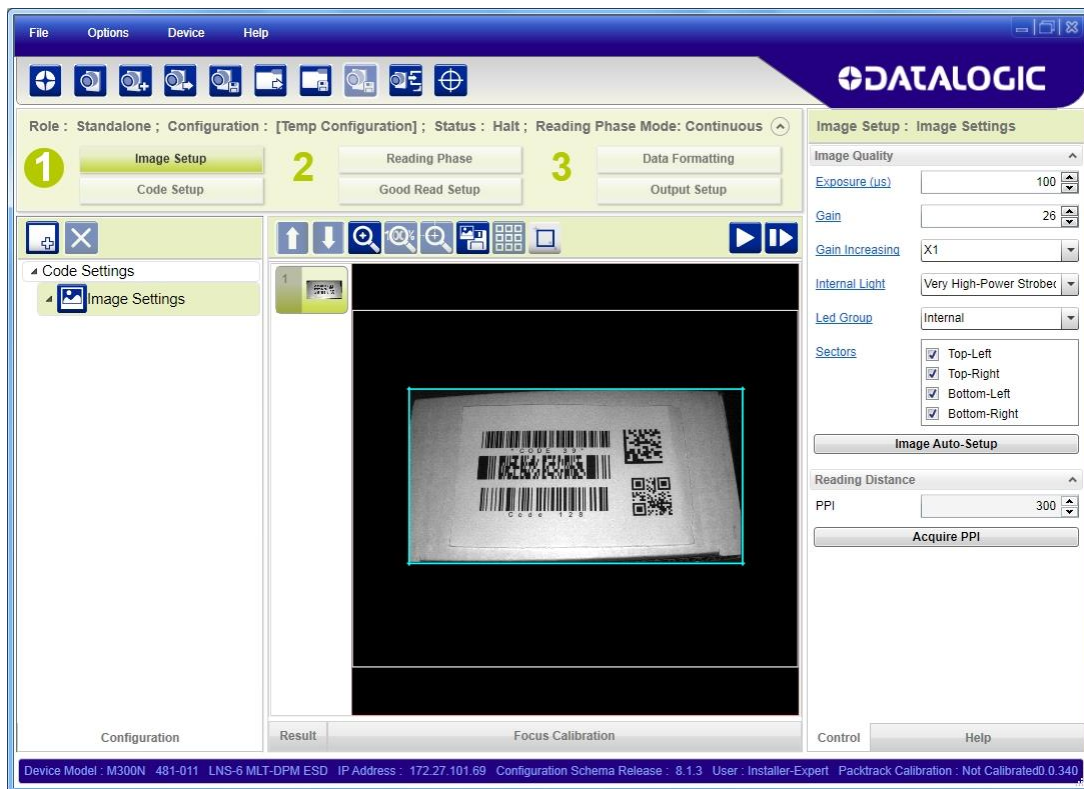 File Options Device Help
DATALOGIC
Role : Standalone ; Configuration : [Temp Configuration] ; Status : Halt ; Reading Phase Mode: Continuous
1 Image Setup 2 Reading Phase 3 Data Formatting
Code Setup Good Read Setup Output Setup
Code Settings
Image Settings
1
*CODE 39*
Code 128
Configuration
Result Focus Calibration
Image Setup : Image Settings
Image Quality
Exposure (µs) 100
Gain 26
Gain Increasing X1
Internal Light Very High-Power Strobec
Led Group Internal
Sectors Top-Left
Top-Right
Bottom-Left
Bottom-Right
Image Auto-Setup
Reading Distance
PPI 300
Acquire PPI
Control Help
Device Model : M300N 481-011 LNS-6 MLT-DPM ESD IP Address : 172.27.101.69 Configuration Schema Release : 8.1.3 User : Installer-Expert Packtrack Calibration : Not Calibrated0.0.340